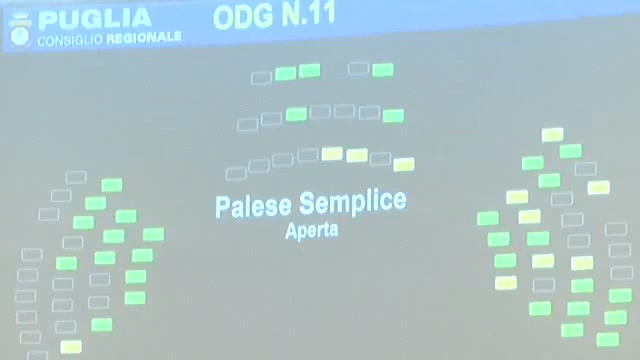 PUGLIA
CONSIGLIO REGIONALE
ODG N.11
Palese Semplice
Aperta